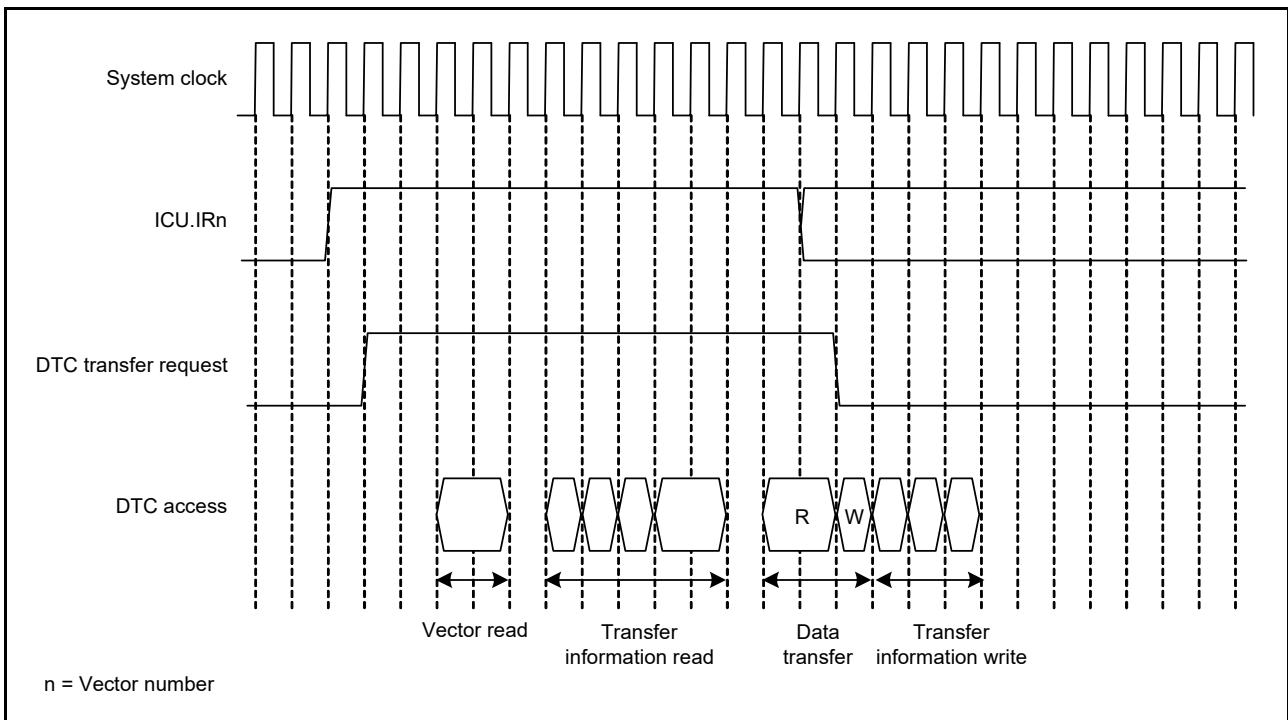 System clock
ICU.IRn
DTC transfer request
DTC access
R
W
Vector read
Transfer
information read
Data
transfer
Transfer
information write
n = Vector number